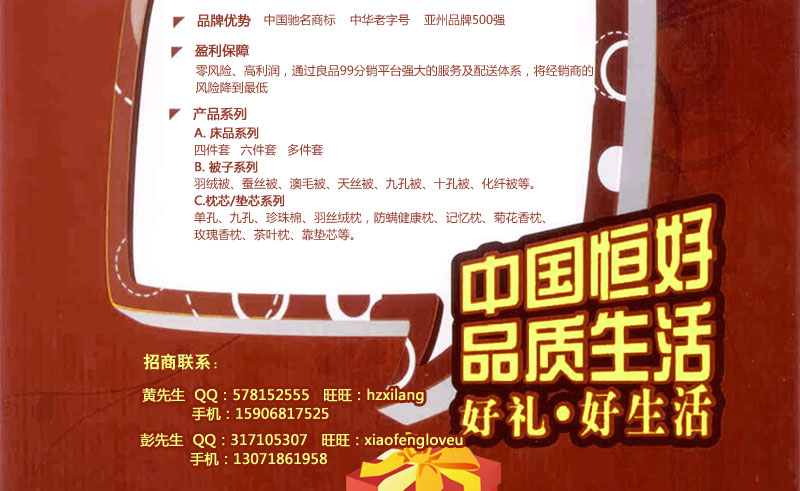 品牌优势 中国驰名商标 中华老字号 亚州品牌500强
盈利保障
零风险、高利润，通过良品99分销平台强大的服务及配送体系，将经销商的
风险降到最低
产品系列
A. 床品系列
四件套 六件套 多件套
B. 被子系列
羽绒被、蚕丝被、澳毛被、天丝被、九孔被、十孔被、化纤被等。
C.枕芯/垫芯系列
单孔、九孔、珍珠棉、羽丝绒枕，防螨健康枕、记忆枕、菊花香枕、
玫瑰香枕、茶叶枕、靠垫芯等。
中国恒好
品质生活
好礼·好生活
招商联系：
黄先生 QQ：578152555 旺旺：hzxilang
手机：15906817525
彭先生 QQ：317105307 旺旺：xiaofengloveu
手机：13071861958